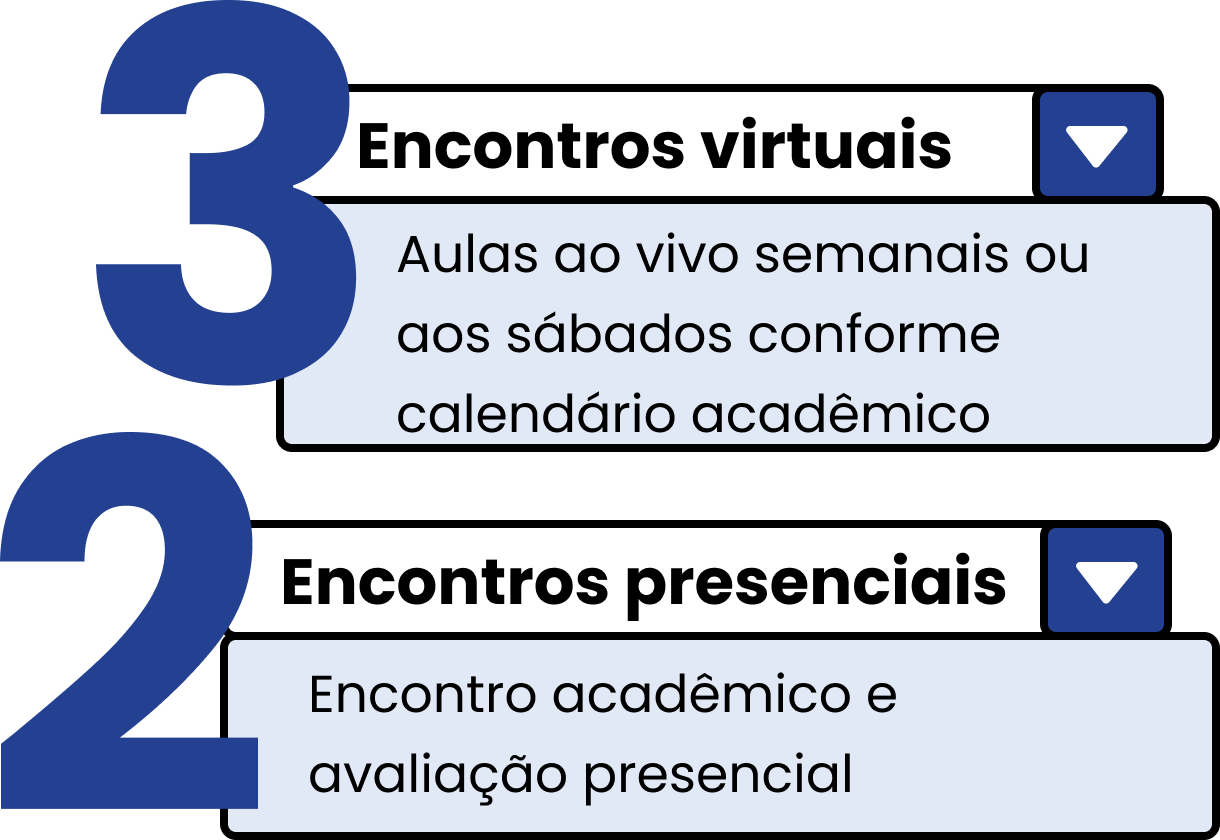 3
Encontros virtuais
Aulas ao vivo semanais ou
aos sábados conforme
calendário acadêmico
2
Encontros presenciais
Encontro acadêmico e
avaliação presencial